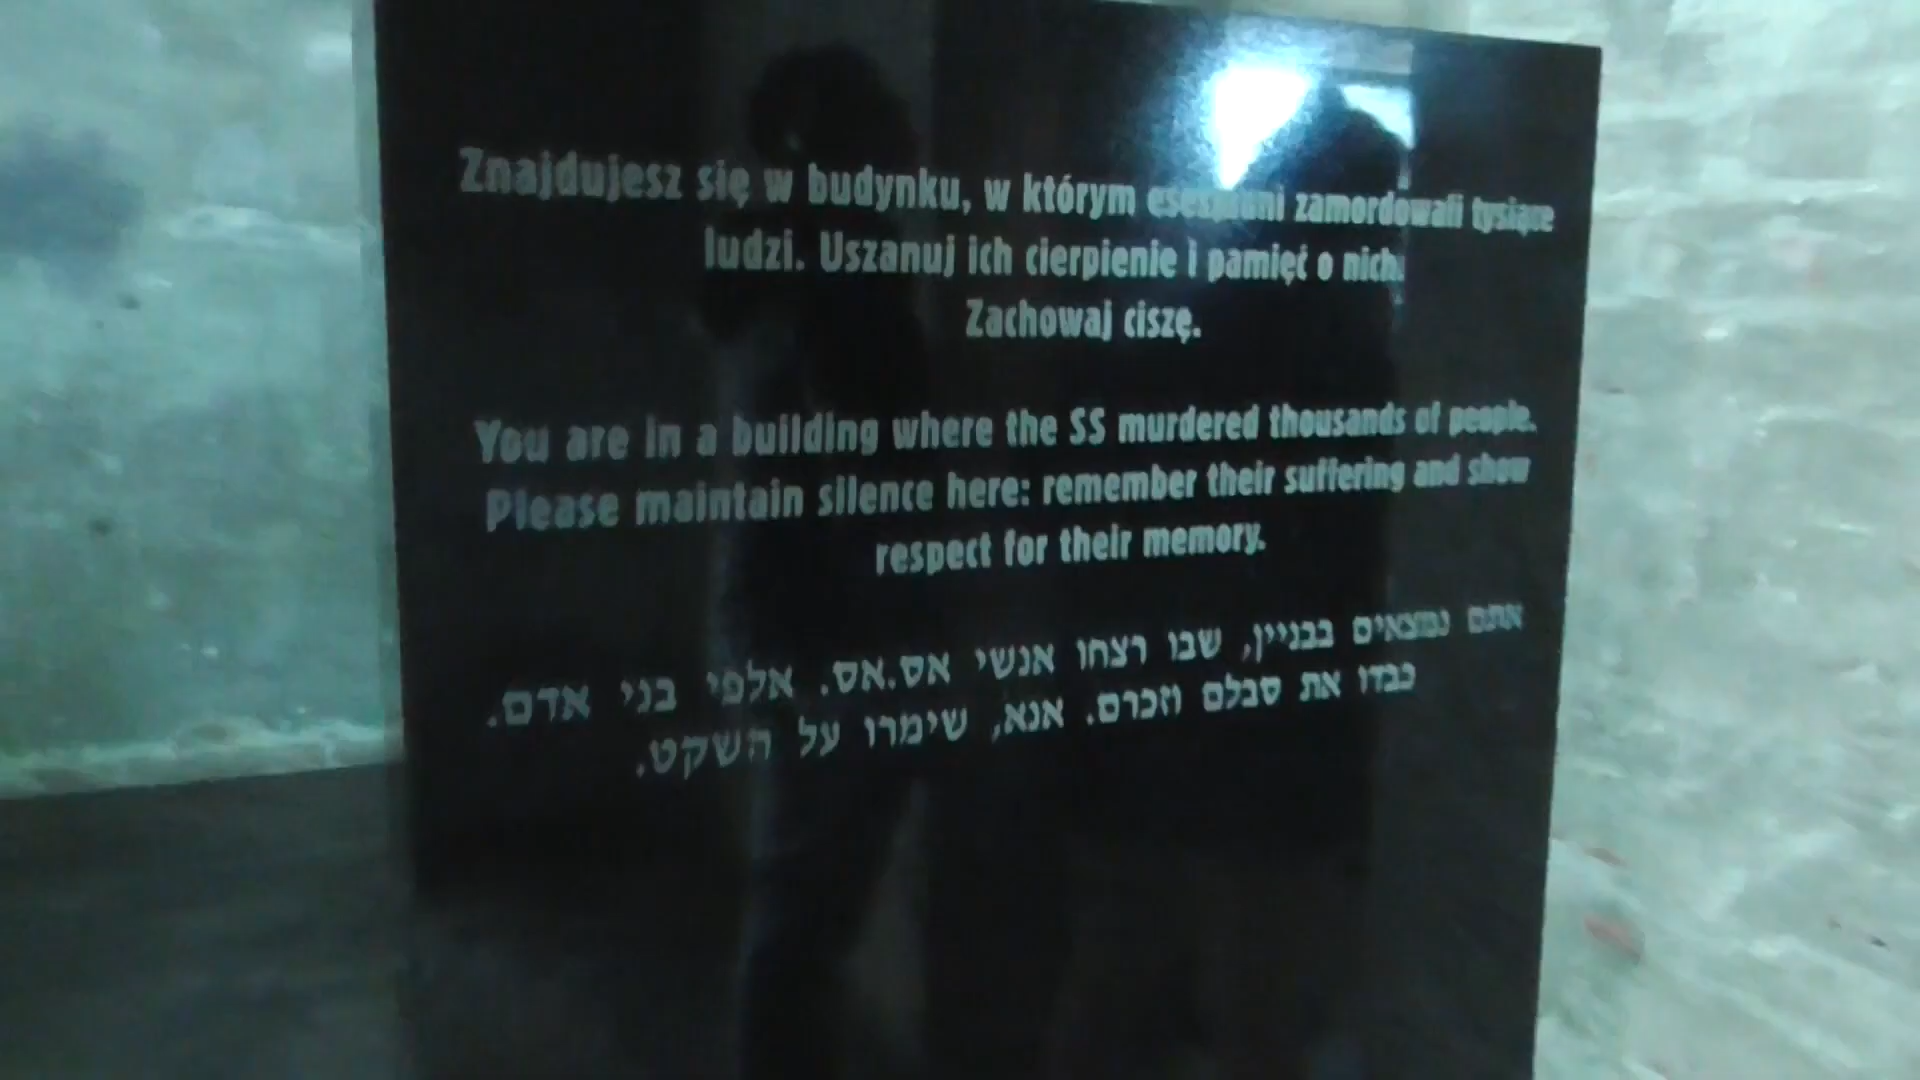 Znajdujesz się w budynku, w którym esesmani zamordowali tysiące
ludzi. Uszanuj ich cierpienie i pamięć o nich.
Zachowaj ciszę.
You are in a building where the SS murdered thousands of people.
Please maintain silence here: remember their suffering and show
respect for their memory.
אתם נמצאים בבניין, שבו רצחו אנשי אס.אס. אלפי בני אדם.
כבדו את סבלם וזכרם. אנא, שימרו על השקט.